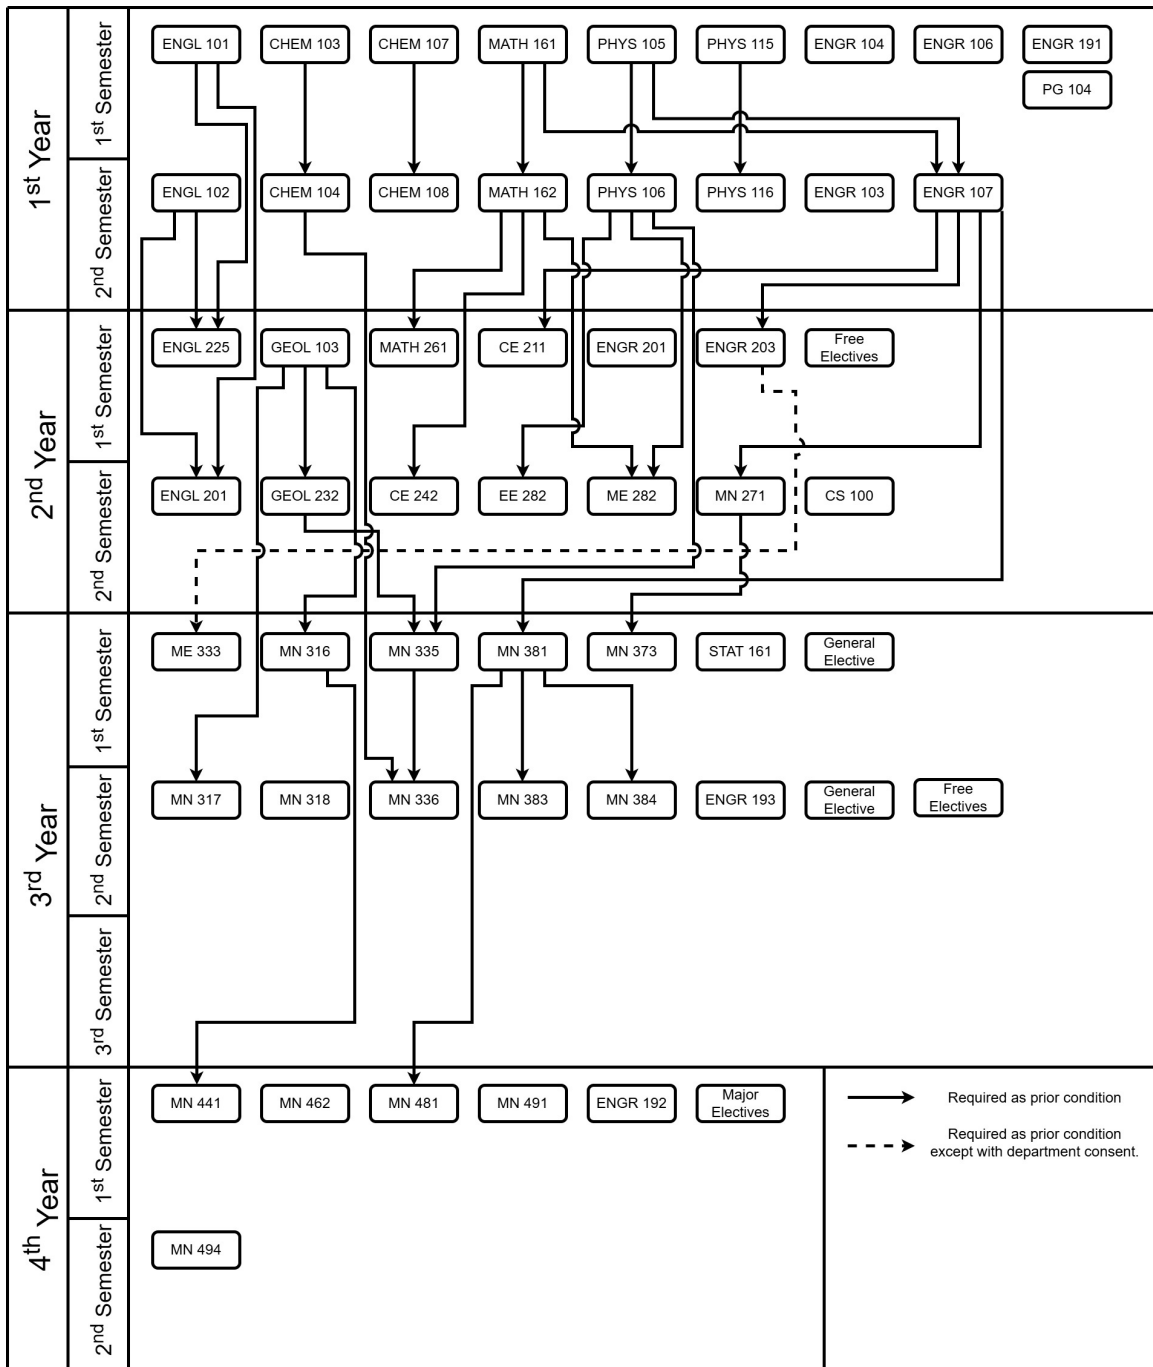 1st Year
1st Semester
ENGL 101
CHEM 103
CHEM 107
MATH 161
PHYS 105
PHYS 115
ENGR 104
ENGR 106
ENGR 191
PG 104
2nd Semester
ENGL 102
CHEM 104
CHEM 108
MATH 162
PHYS 106
PHYS 116
ENGR 103
ENGR 107
2nd Year
1st Semester
ENGL 225
GEOL 103
MATH 261
CE 211
ENGR 201
ENGR 203
Free
Electives
2nd Semester
ENGL 201
GEOL 232
CE 242
EE 282
ME 282
MN 271
CS 100
3rd Year
1st Semester
ME 333
MN 316
MN 335
MN 381
MN 373
STAT 161
General
Elective
2nd Semester
MN 317
MN 318
MN 336
MN 383
MN 384
ENGR 193
General
Elective
Free
Electives
3rd Semester
4th Year
1st Semester
MN 441
MN 462
MN 481
MN 491
ENGR 192
Major
Electives
2nd Semester
MN 494
Required as prior condition
Required as prior condition
except with department consent.